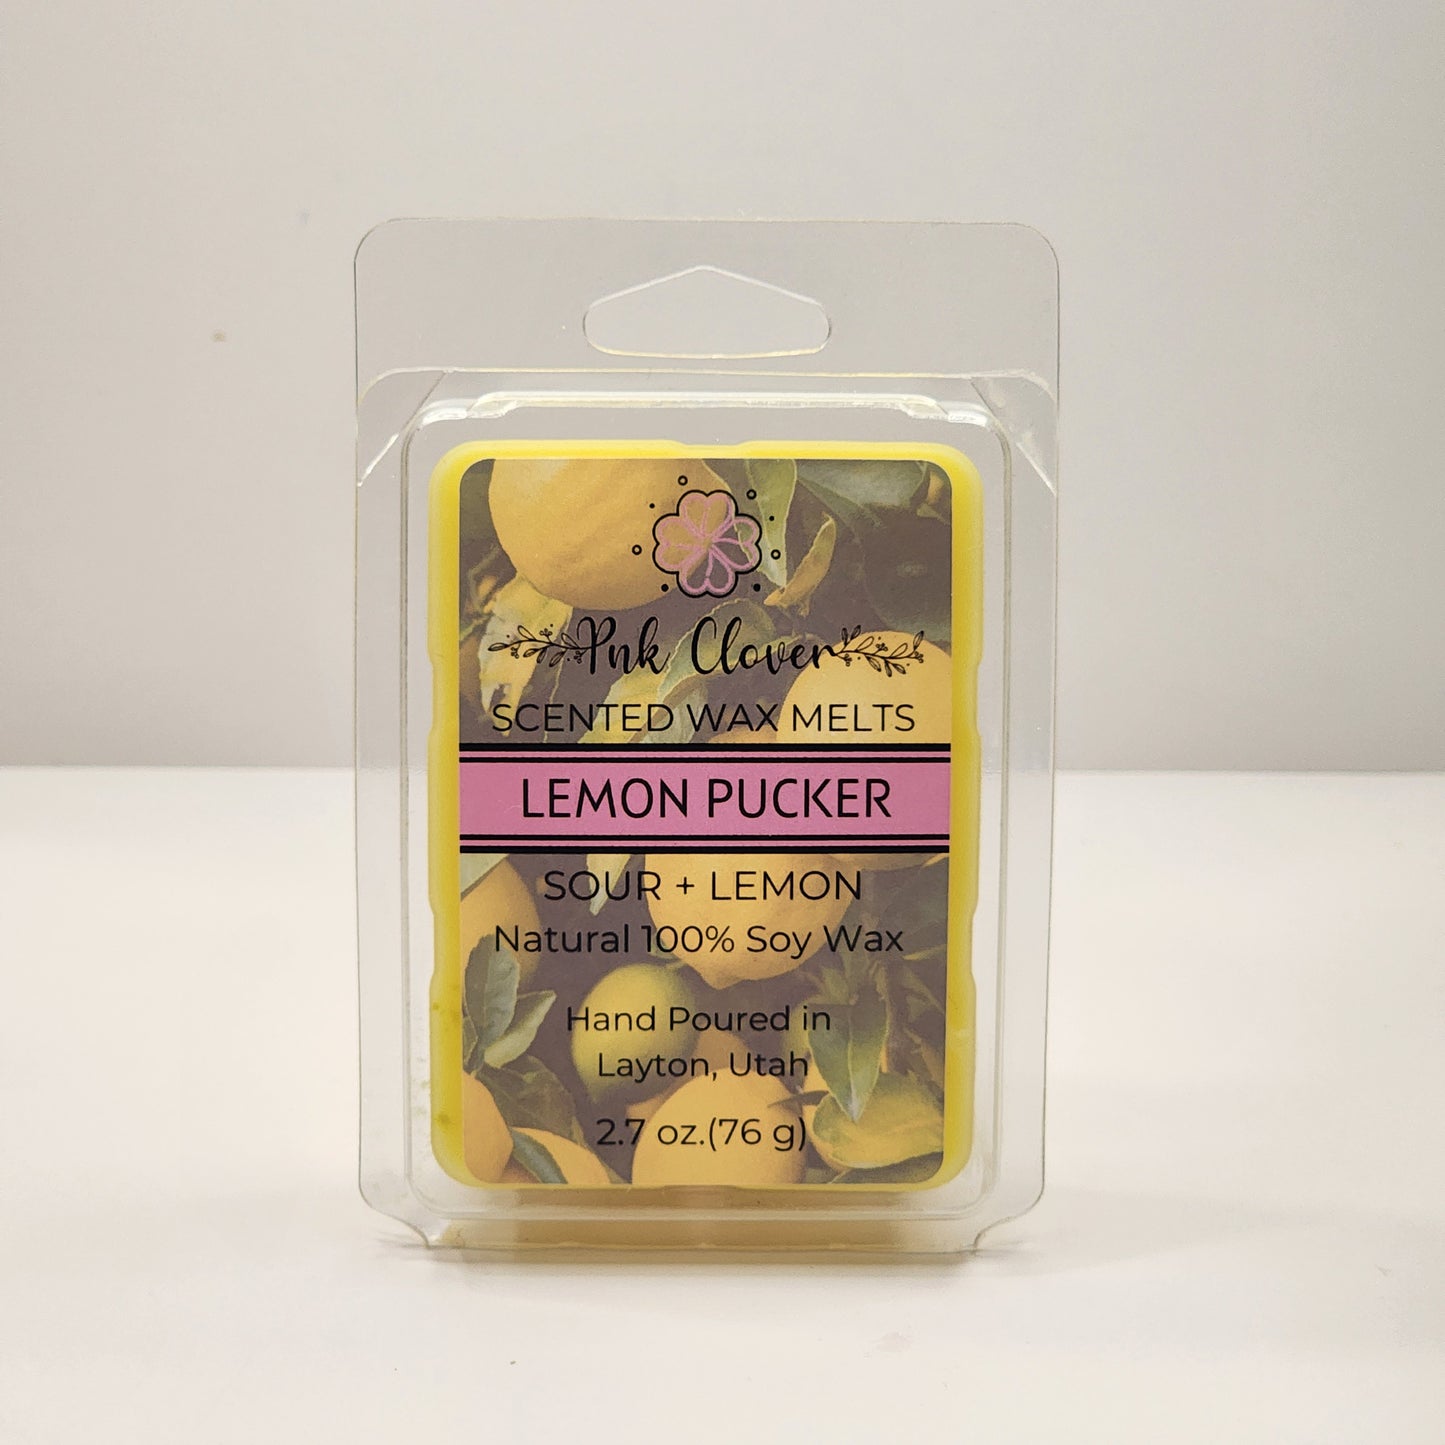 Pnk Clover
SCENTED WAX MELTS
LEMON PUCKER
SOUR + LEMON
Natural 100% Soy Wax
Hand Poured in
Layton, Utah
2.7 oz.(76 g)